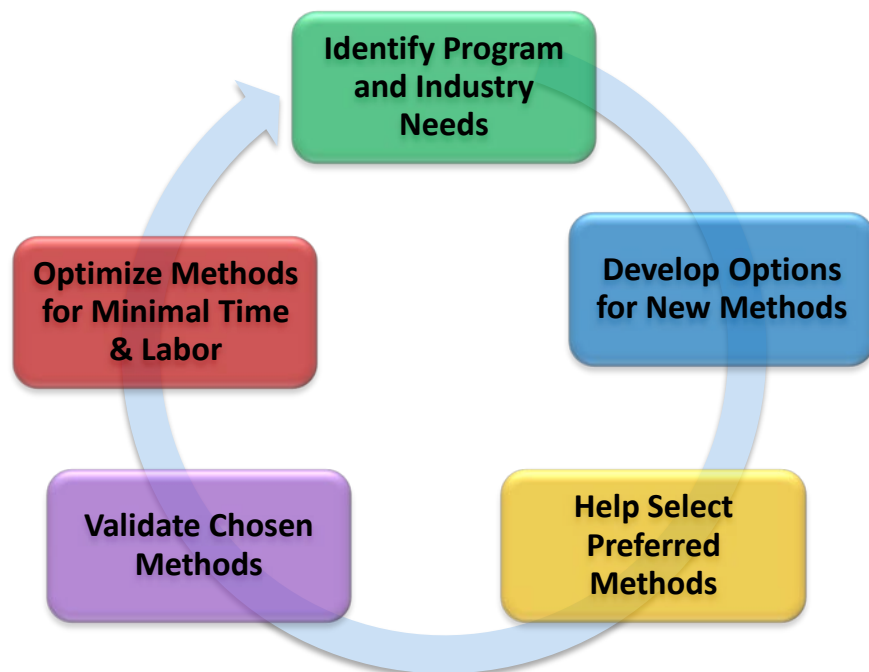 Identify Program
and Industry
Needs
Develop Options
for New Methods
Help Select
Preferred
Methods
Validate Chosen
Methods
Optimize Methods
for Minimal Time
& Labor